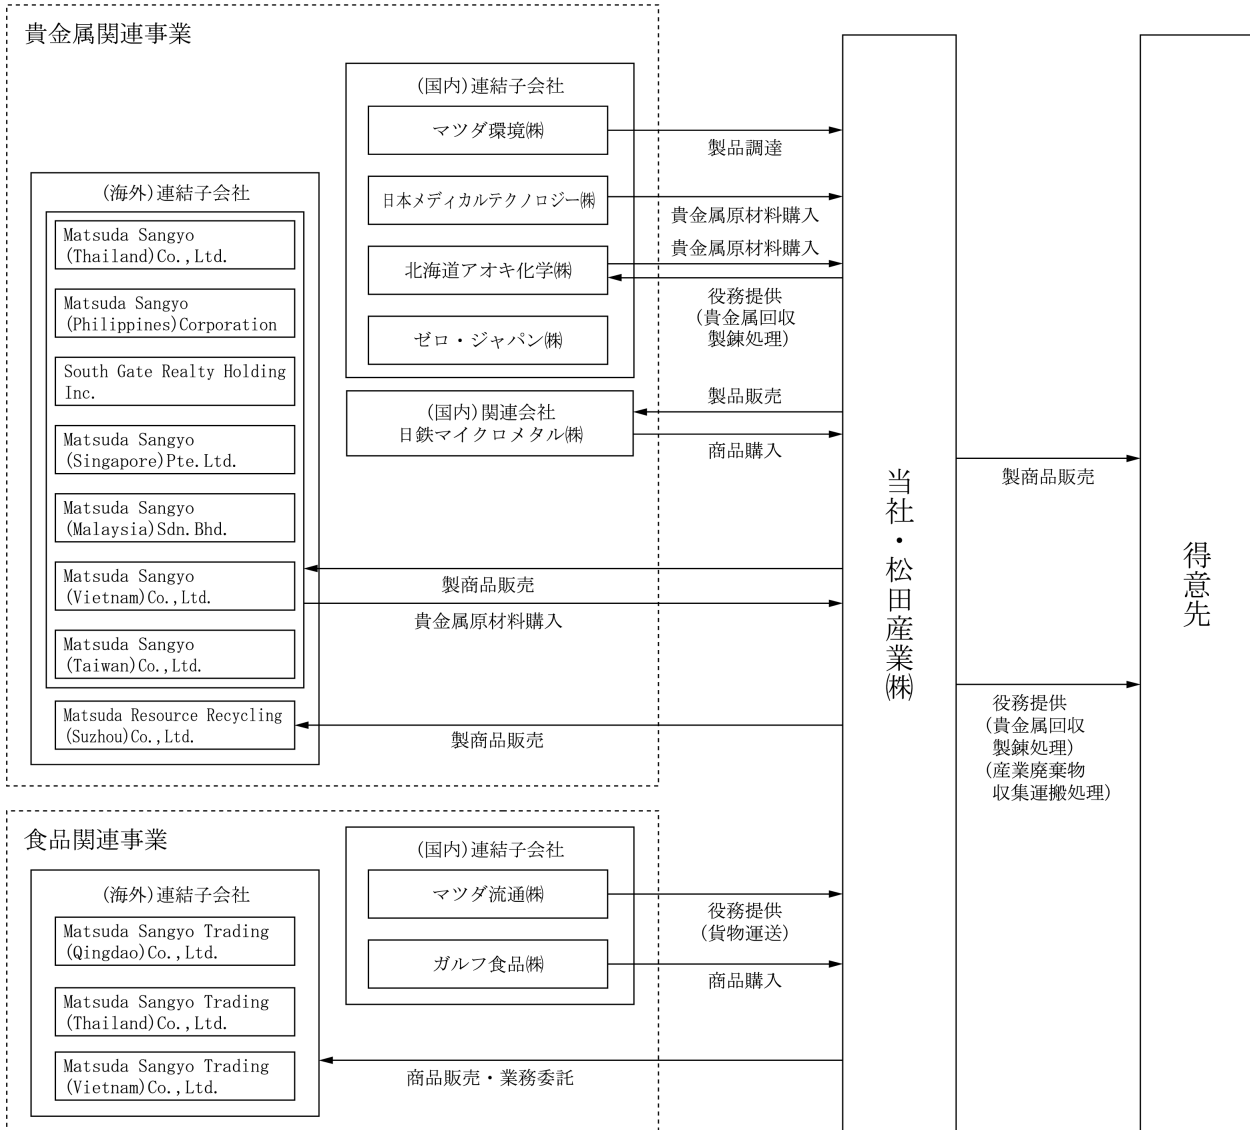 貴金属関連事業
(国内)連結子会社
マツダ環境㈱
製品調達
日本メディカルテクノロジー㈱
貴金属原材料購入
貴金属原材料購入
北海道アオキ化学㈱
役務提供
(貴金属回収
製錬処理)
ゼロ・ジャパン㈱
(国内)関連会社
日鉄マイクロメタル㈱
製品販売
商品購入
(海外)連結子会社
Matsuda Sangyo
(Thailand)Co.,Ltd.
Matsuda Sangyo
(Philippines)Corporation
South Gate Realty Holding
Inc.
Matsuda Sangyo
(Singapore)Pte.Ltd.
Matsuda Sangyo
(Malaysia)Sdn.Bhd.
Matsuda Sangyo
(Vietnam)Co.,Ltd.
Matsuda Sangyo
(Taiwan)Co.,Ltd.
Matsuda Resource Recycling
(Suzhou)Co.,Ltd.
製商品販売
貴金属原材料購入
製商品販売
食品関連事業
(国内)連結子会社
マツダ流通㈱
役務提供
(貨物運送)
ガルフ食品㈱
商品購入
(海外)連結子会社
Matsuda Sangyo Trading
(Qingdao)Co.,Ltd.
Matsuda Sangyo Trading
(Thailand)Co.,Ltd.
Matsuda Sangyo Trading
(Vietnam)Co.,Ltd.
商品販売・業務委託
当社・松田産業㈱
製商品販売
役務提供
(貴金属回収
製錬処理)
(産業廃棄物
収集運搬処理)
得意先